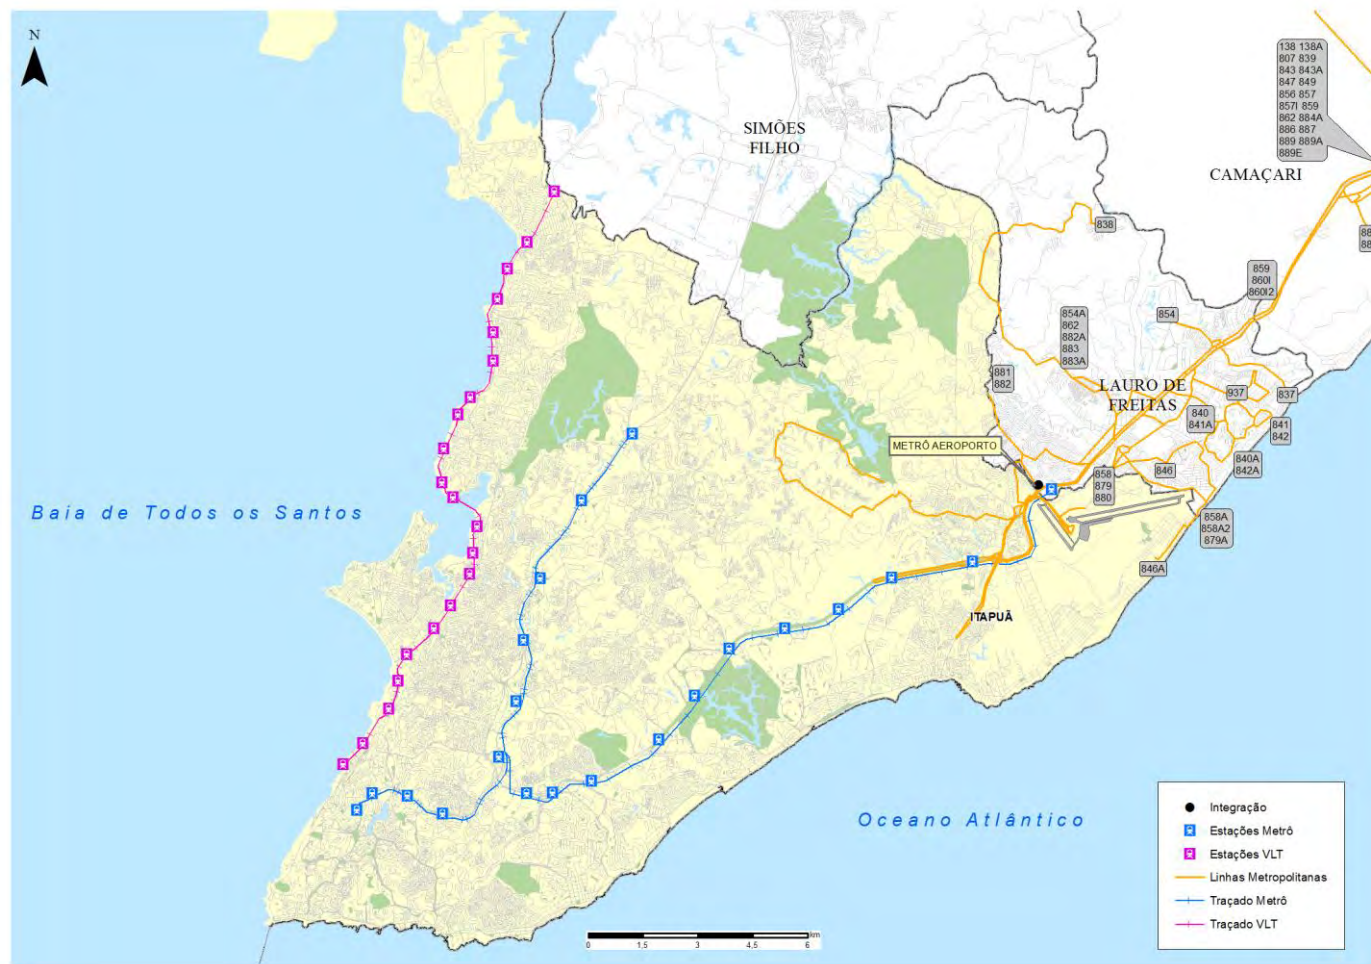 N
SIMÕES
FILHO
138 138A
807 839
843 843A
847 849
856 857
857I 859
862 884A
886 887
889 889A
889E
CAMAÇARI
838
859
860I
860I2
854A
862
882A
883
883A
854
881
882
LAURO DE
FREITAS
937
837
840
841A
841
842
METRÔ AEROPORTO
840A
842A
846
858
879
880
Baia de Todos os Santos
858A
858A2
879A
846A
ITAPUÃ
Oceano Atlântico
Integração
Estações Metrô
Estações VLT
Linhas Metropolitanas
Traçado Metrô
Traçado VLT
km
0 1,5 3 4,5 6